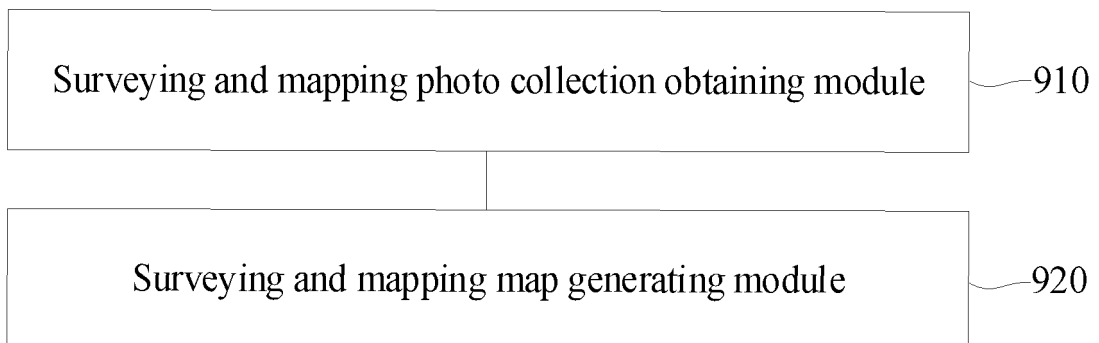 Surveying and mapping photo collection obtaining module 910
Surveying and mapping map generating module 920